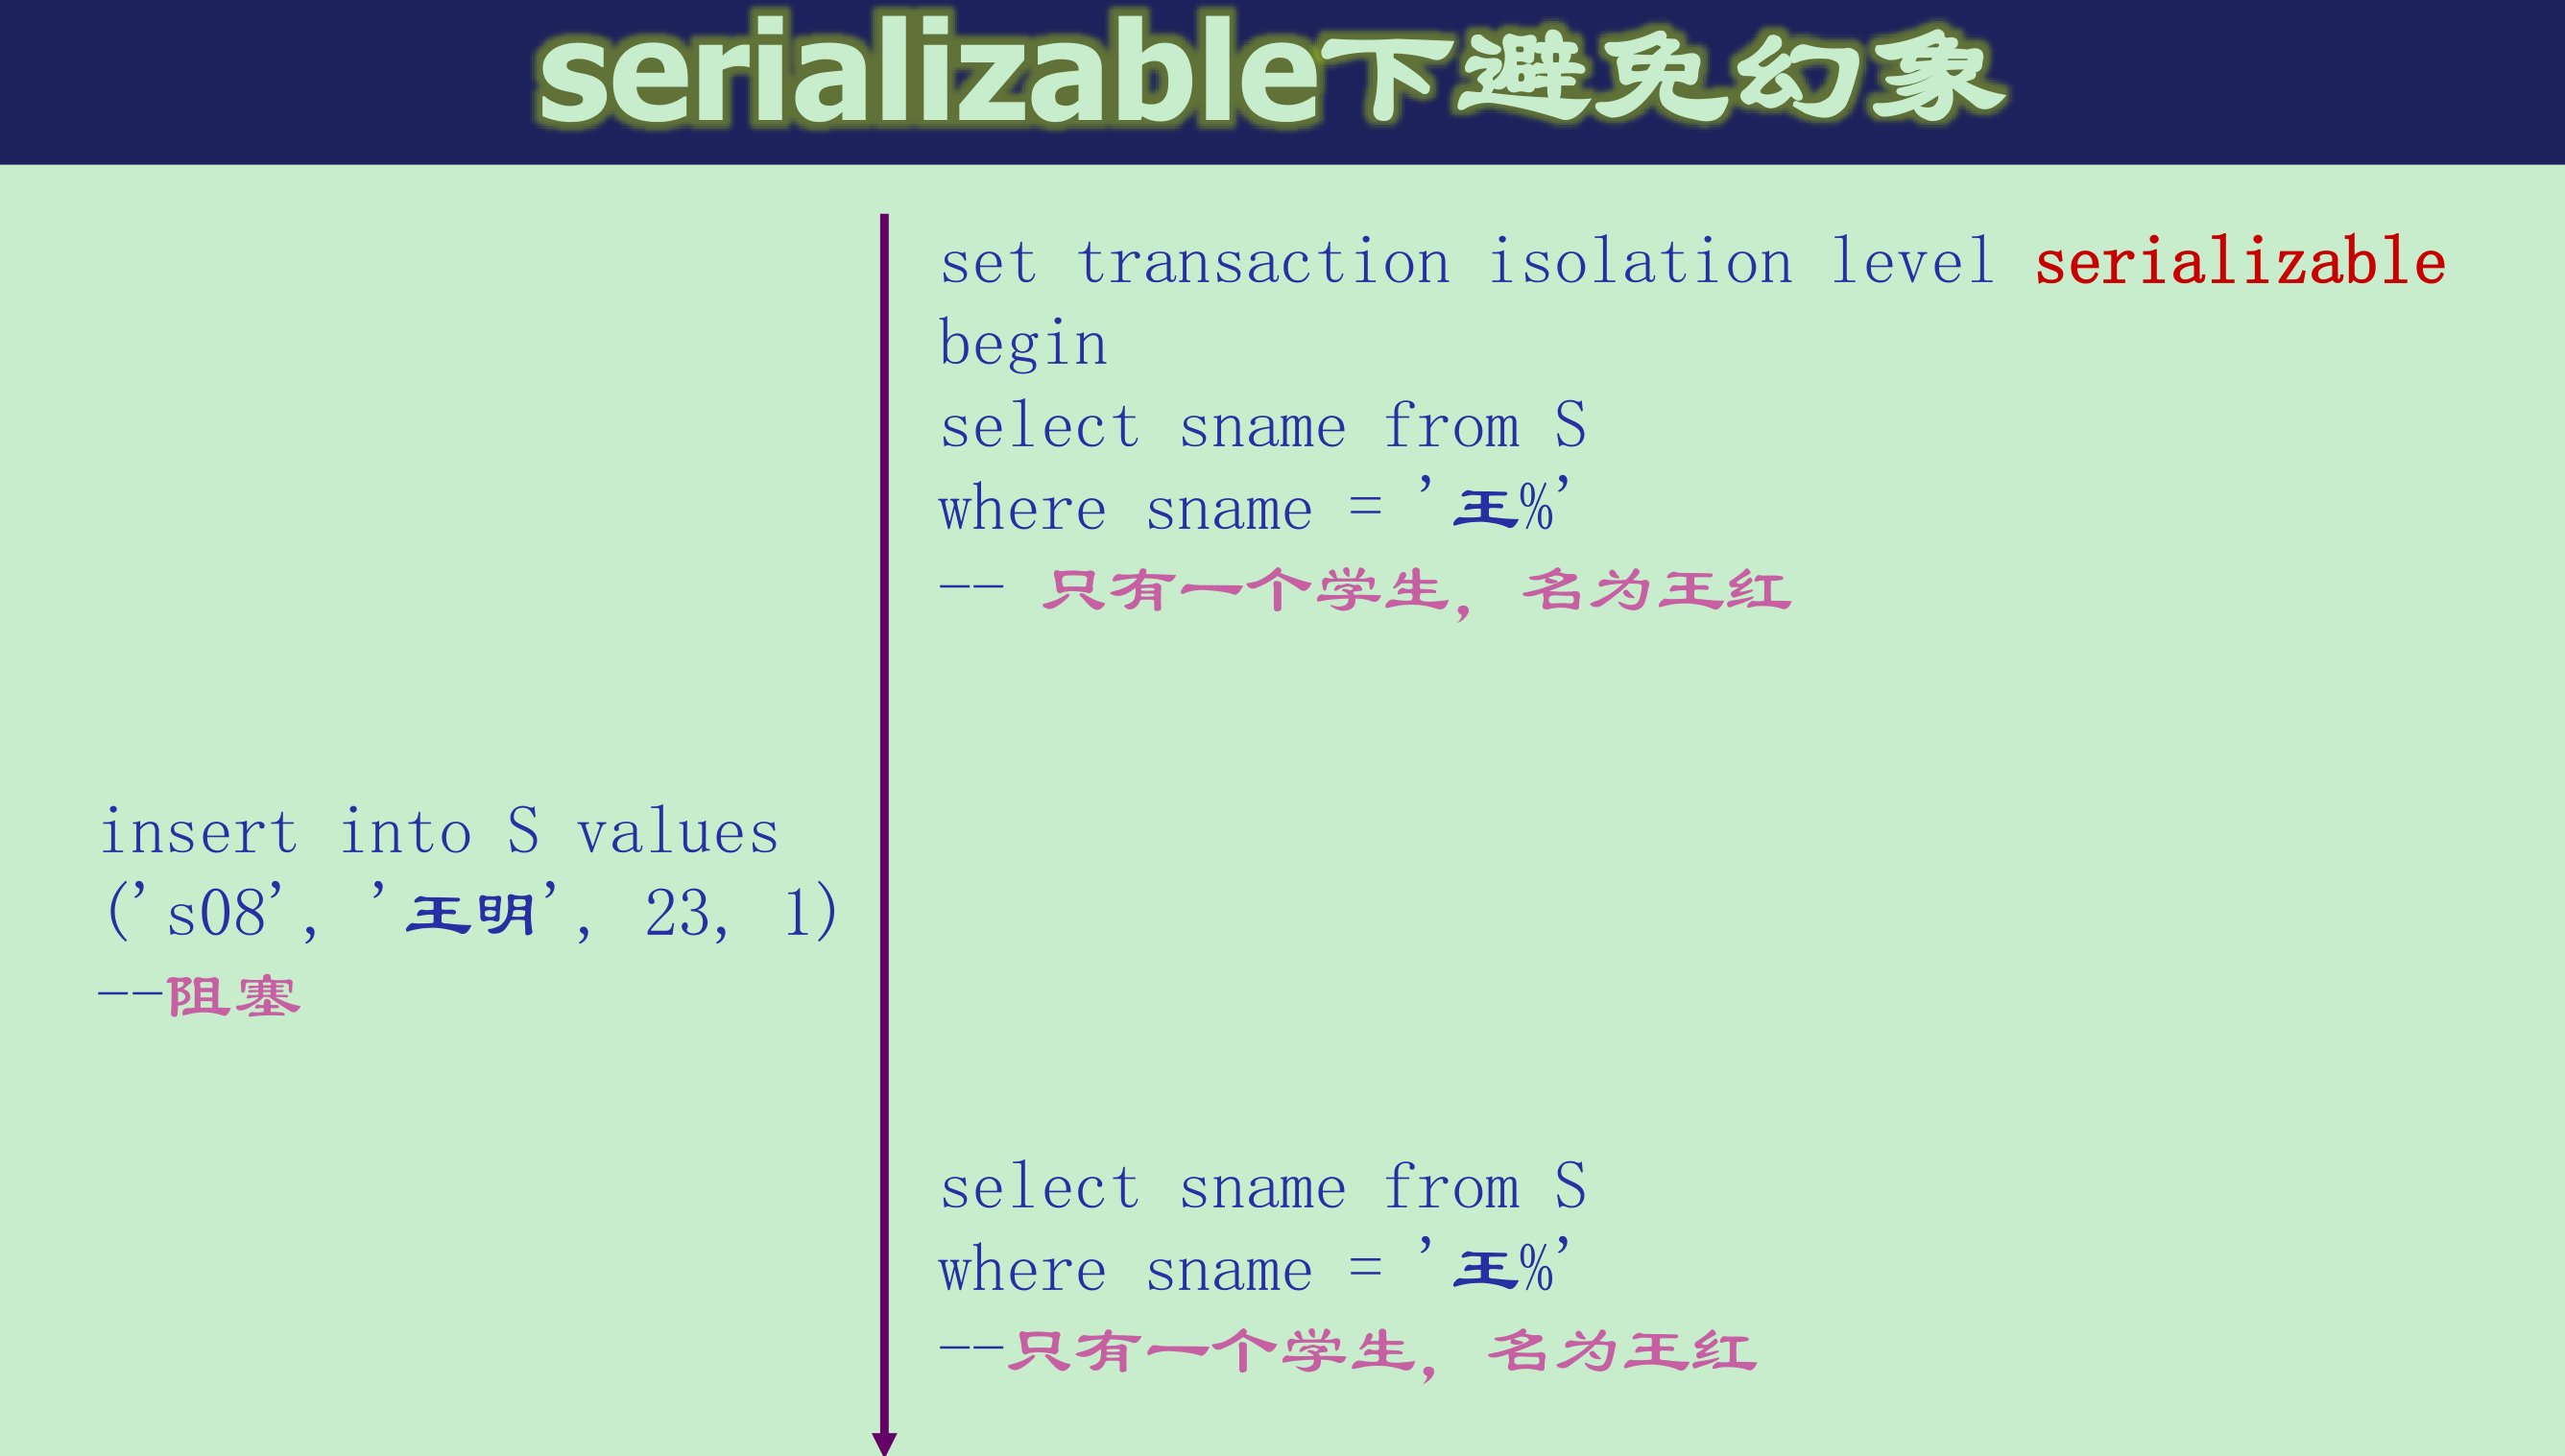 serializable下避免幻象
set transaction isolation level serializable
begin
select sname from S
where sname = '王%'
-- 只有一个学生, 名为王红
insert into S values
('s08', '王明', 23, 1)
--阻塞
select sname from S
where sname = '王%'
--只有一个学生, 名为王红